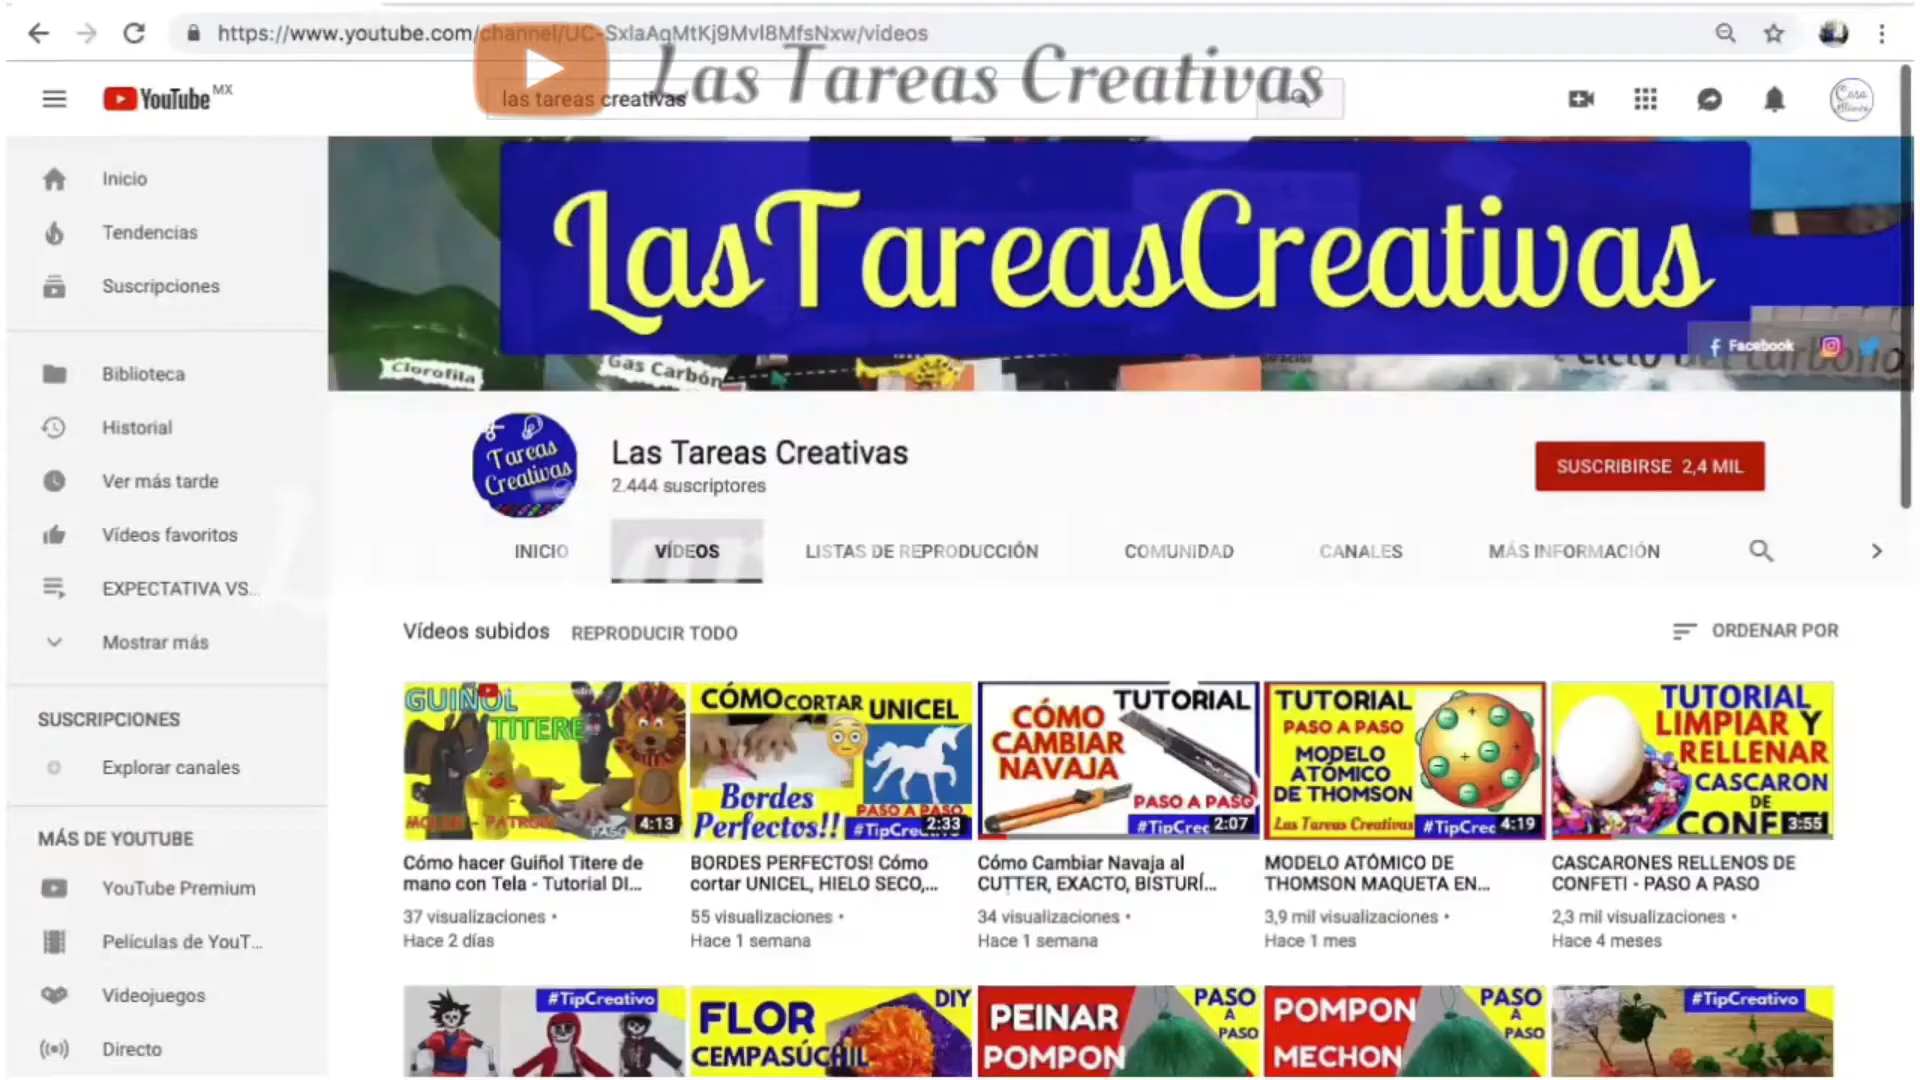 https://www.youtube.com/channel/UC-SxlaAqMtKj9MvI8MfsNxw/videos
Las Tareas Creativas
YouTube MX
las tareas creativas
Casa
Inicio
Tendencias
Suscripciones
Biblioteca
Historial
Ver más tarde
Vídeos favoritos
EXPECTATIVA VS...
Mostrar más
SUSCRIPCIONES
Explorar canales
MÁS DE YOUTUBE
YouTube Premium
Películas de YouT...
Videojuegos
Directo
LasTareasCreativas
Clorofila
Gas Carbón
Facebook
ciclo del carbono
Tareas
Creativas
Las Tareas Creativas
2.444 suscriptores
SUSCRIBIRSE 2,4 MIL
INICIO
VÍDEOS
LISTAS DE REPRODUCCIÓN
COMUNIDAD
CANALES
MÁS INFORMACIÓN
Vídeos subidos
REPRODUCIR TODO
ORDENAR POR
GUIÑOL
TITERE
PASO
4:13
Cómo hacer Guiñol Titere de
mano con Tela - Tutorial DI...
37 visualizaciones •
Hace 2 días
CÓMO CORTAR UNICEL
Bordes
Perfectos!!
PASO A PASO
#TipCre
2:33
BORDES PERFECTOS! Cómo
cortar UNICEL, HIELO SECO,...
55 visualizaciones •
Hace 1 semana
TUTORIAL
CÓMO
CAMBIAR
NAVAJA
PASO A PASO
#TipCrec
2:07
Cómo Cambiar Navaja al
CUTTER, EXACTO, BISTURÍ...
34 visualizaciones •
Hace 1 semana
TUTORIAL
PASO A PASO
MODELO
ATÓMICO
DE THOMSON
Las Tareas Creativas
#TipCrec
4:19
MODELO ATÓMICO DE
THOMSON MAQUETA EN...
3,9 mil visualizaciones •
Hace 1 mes
TUTORIAL
LIMPIAR Y
RELLENAR
CASCARON
DE
CONFE
3:55
CASCARONES RELLENOS DE
CONFETI - PASO A PASO
2,3 mil visualizaciones •
Hace 4 meses
#TipCreativo
FLOR
CEMPASÚCHIL
DIY
PEINAR
POMPON
PASO
A
PASO
POMPON
MECHON
PASO
A
PASO
#TipCreativo